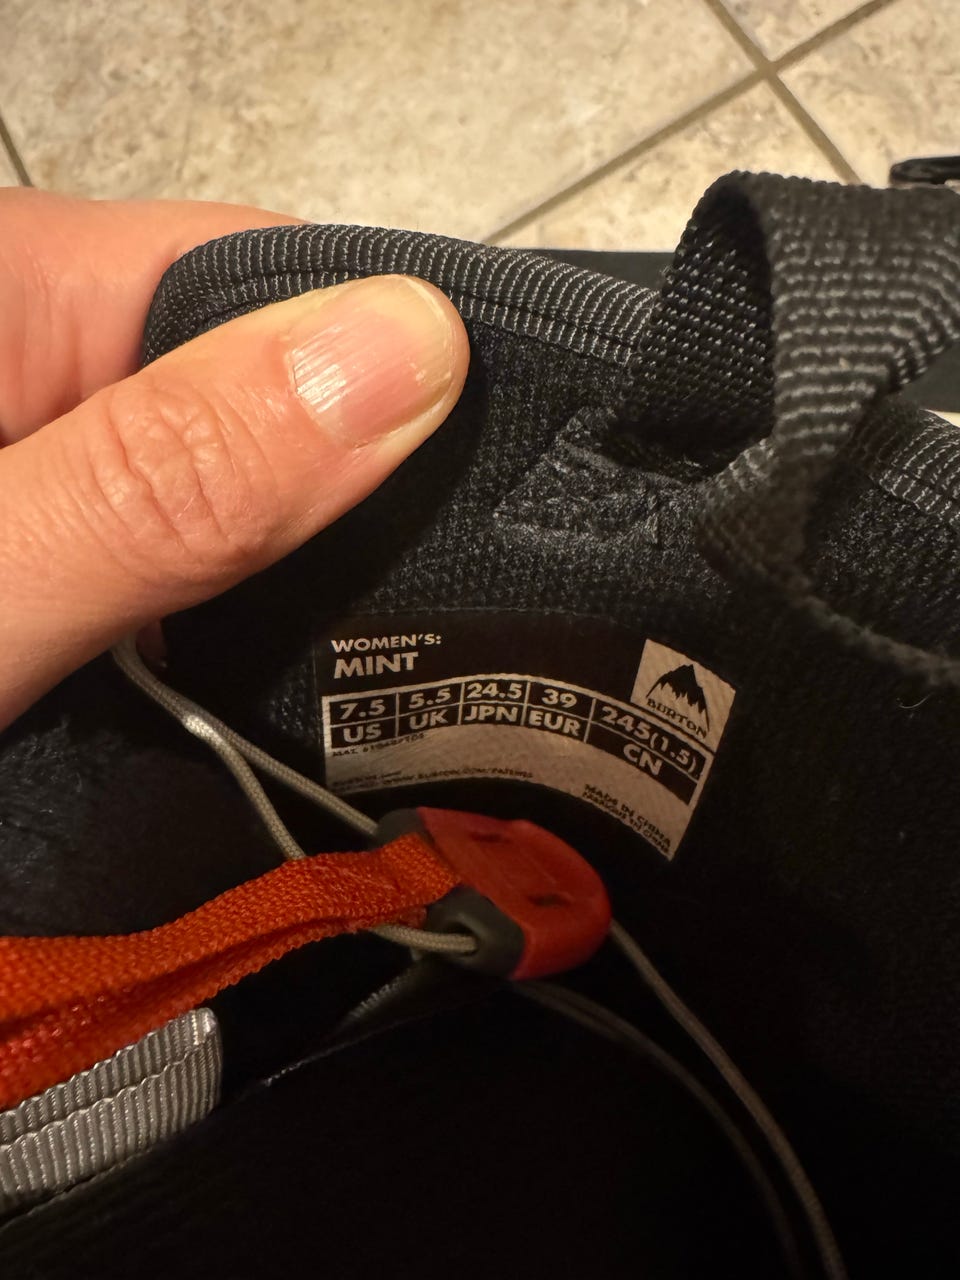 WOMEN'S:
MINT
BURTON
7.5 5.5 24.5 39 245(1.5)
US UK JPN EUR CN
MADE IN CHINA